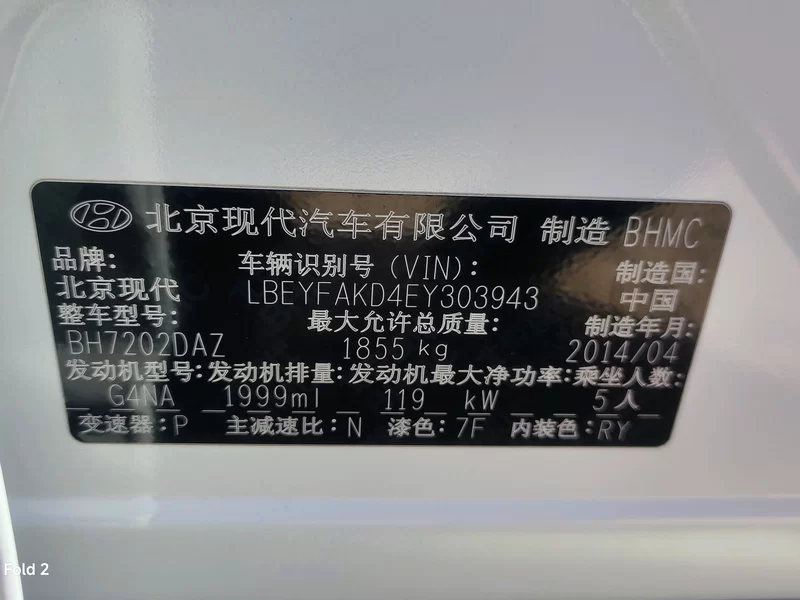 北京现代汽车有限公司 制造 BHMC
品牌: 车辆识别号(VIN): 制造国:
北京现代 LBEYFAKD4EY303943 中国
整车型号: 最大允许总质量: 制造年月:
BH7202DAZ 1855 kg 2014/04
发动机型号: 发动机排量: 发动机最大净功率: 乘坐人数:
G4NA 1999ml 119 kW 5人
变速器: P 主减速比: N 漆色: 7F 内装色: RY
Fold 2